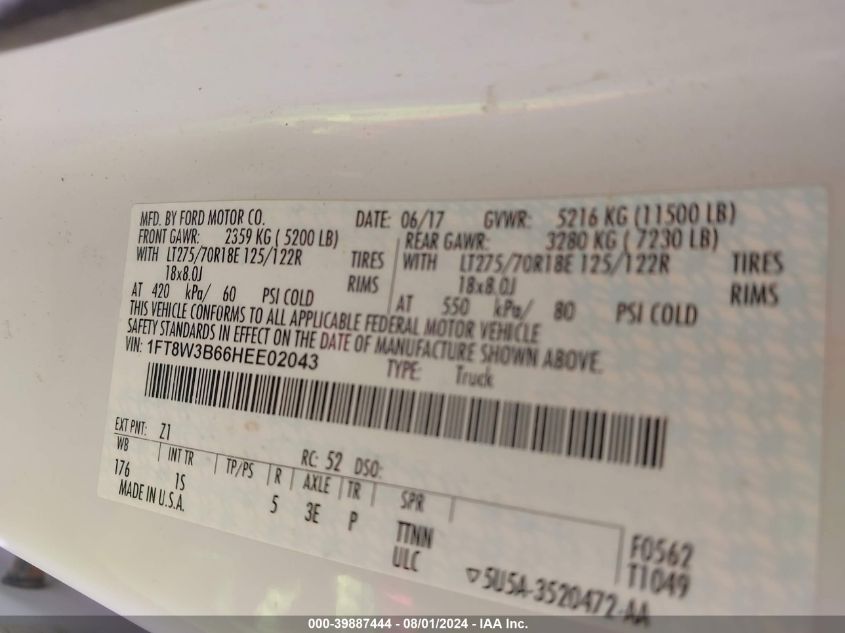 MFD. BY FORD MOTOR CO. DATE: 06/17 GVWR: 5216 KG (11500 LB)
FRONT GAWR: 2359 KG ( 5200 LB) REAR GAWR: 3280 KG ( 7230 LB)
WITH LT275/70R18E 125/122R TIRES WITH LT275/70R18E 125/122R TIRES
18x8.0J RIMS 18x8.0J RIMS
AT 420 kPa/ 60 PSI COLD AT 550 kPa/ 80 PSI COLD
THIS VEHICLE CONFORMS TO ALL APPLICABLE FEDERAL MOTOR VEHICLE
SAFETY STANDARDS IN EFFECT ON THE DATE OF MANUFACTURE SHOWN ABOVE.
VIN: 1FT8W3B66HEE02043 TYPE: Truck
EXT PNT: Z1 RC: 52 DSO:
WB INT TR TP/PS R AXLE TR SPR
176 1S 5 3E P TTNN F0562
MADE IN U.S.A. ULC T1049
▽5U5A-3520472-AA
000-39887444 - 08/01/2024 - IAA Inc.